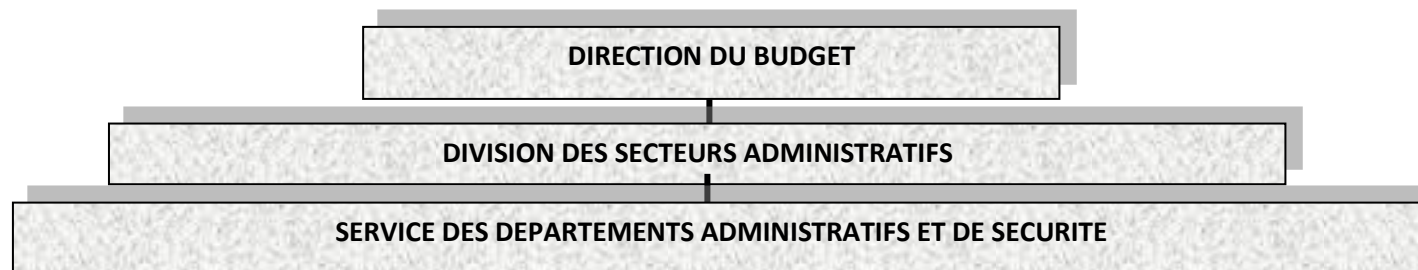 DIRECTION DU BUDGET
DIVISION DES SECTEURS ADMINISTRATIFS
SERVICE DES DEPARTEMENTS ADMINISTRATIFS ET DE SECURITE